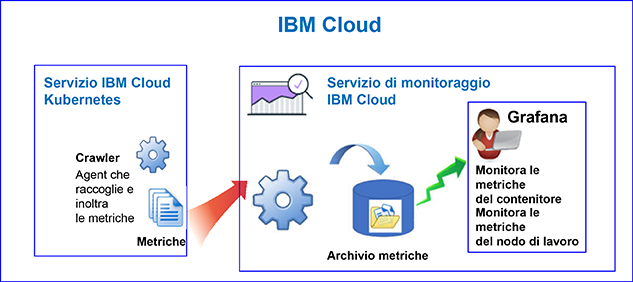 IBM Cloud
Servizio IBM Cloud
Kubernetes
Crawler
Agent che
raccoglie e
inoltra
le metriche
Metriche
Servizio di monitoraggio
IBM Cloud
Archivio metriche
Grafana
Monitora le
metriche
del contenitore
Monitora le
metriche
del nodo di lavoro